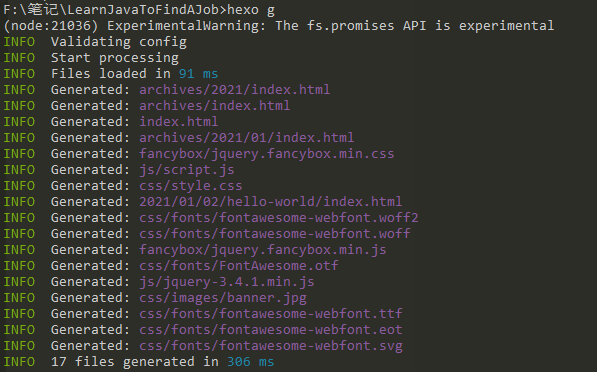 F:\笔记\LearnJavaToFindAJob>hexo g
(node:21036) ExperimentalWarning: The fs.promises API is experimental
INFO  Validating config
INFO  Start processing
INFO  Files loaded in 91 ms
INFO  Generated: archives/2021/index.html
INFO  Generated: archives/index.html
INFO  Generated: index.html
INFO  Generated: archives/2021/01/index.html
INFO  Generated: fancybox/jquery.fancybox.min.css
INFO  Generated: js/script.js
INFO  Generated: css/style.css
INFO  Generated: 2021/01/02/hello-world/index.html
INFO  Generated: css/fonts/fontawesome-webfont.woff2
INFO  Generated: css/fonts/fontawesome-webfont.woff
INFO  Generated: fancybox/jquery.fancybox.min.js
INFO  Generated: css/fonts/FontAwesome.otf
INFO  Generated: js/jquery-3.4.1.min.js
INFO  Generated: css/images/banner.jpg
INFO  Generated: css/fonts/fontawesome-webfont.ttf
INFO  Generated: css/fonts/fontawesome-webfont.eot
INFO  Generated: css/fonts/fontawesome-webfont.svg
INFO  17 files generated in 306 ms